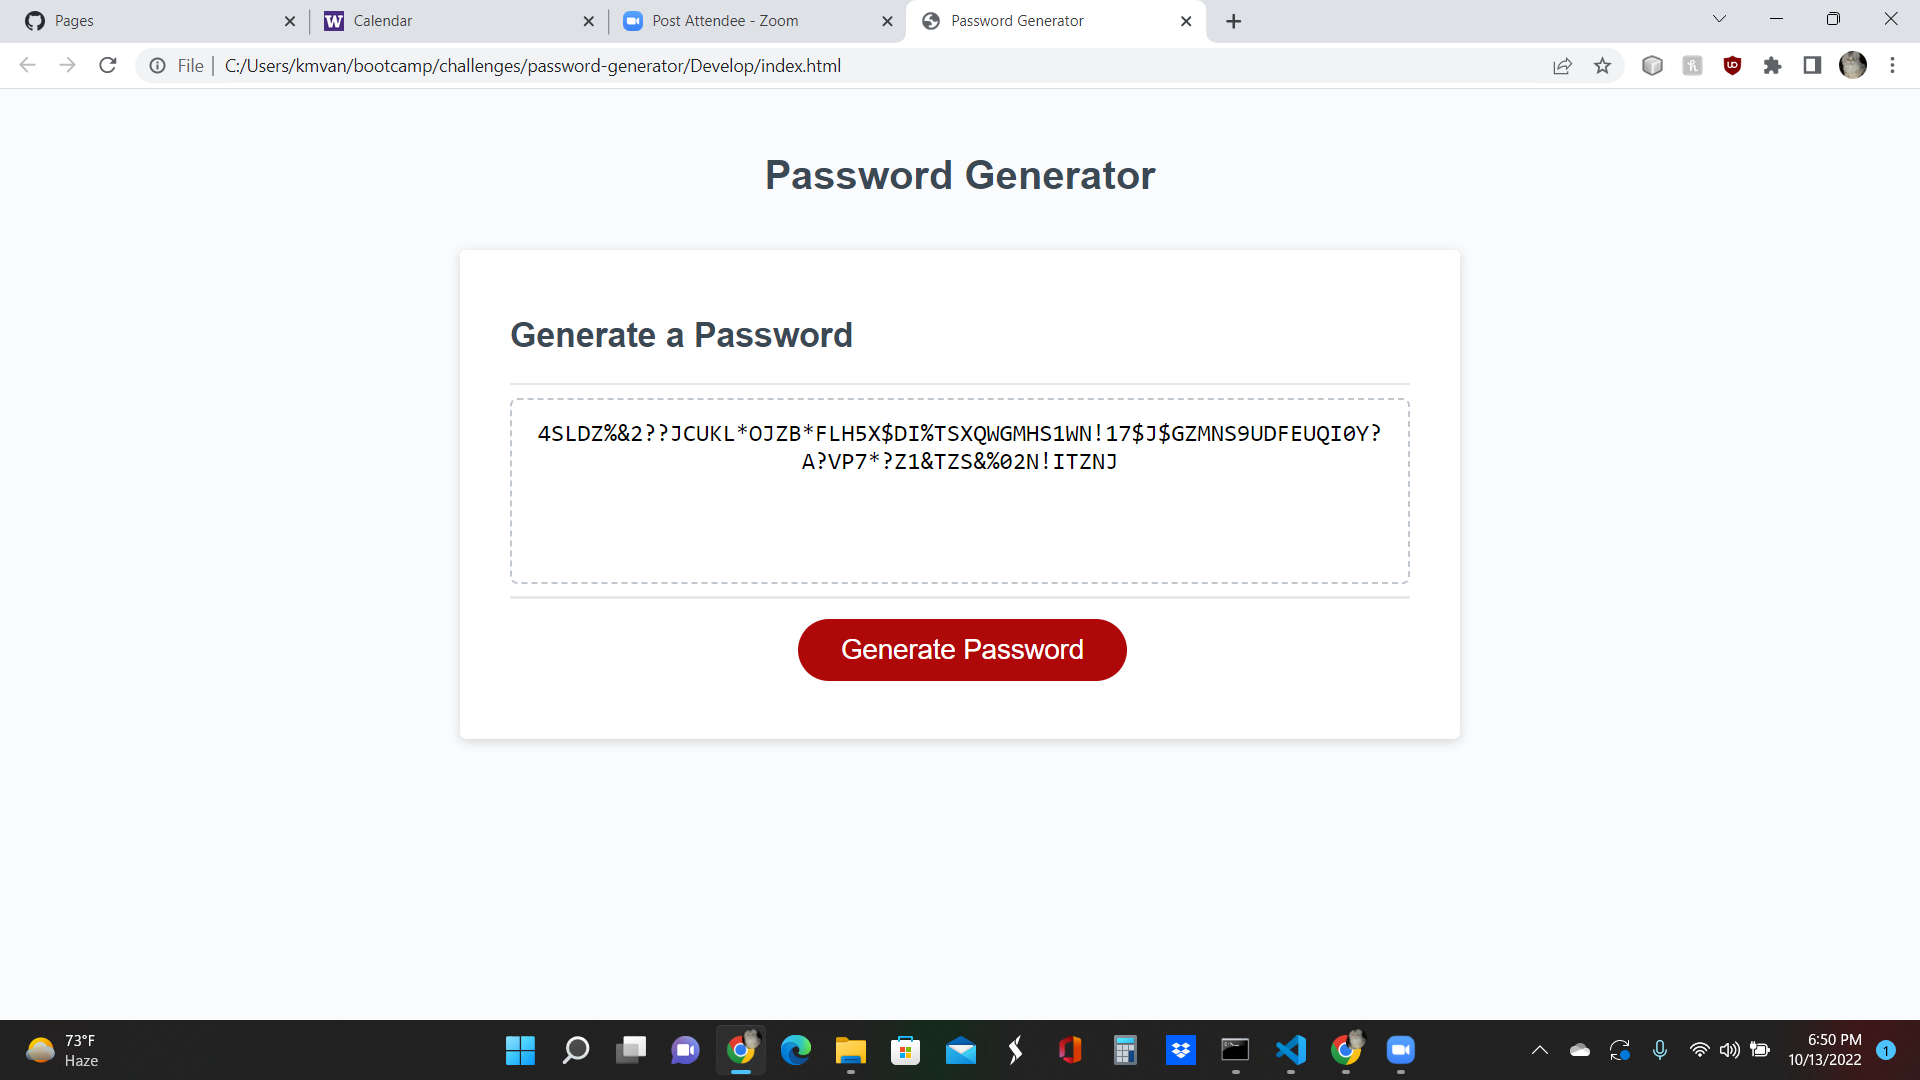 Pages
Calendar
Post Attendee - Zoom
Password Generator
File
C:/Users/kmvan/bootcamp/challenges/password-generator/Develop/index.html
Password Generator
Generate a Password
4SLDZ%&2??JCUKL*OJZB*FLH5X$DI%TSXQWGMHS1WN!17$J$GZMNS9UDFEUQI0Y?
A?VP7*?Z1&TZS&%02N!ITZNJ
Generate Password
73°F
Haze
6:50 PM
10/13/2022
1